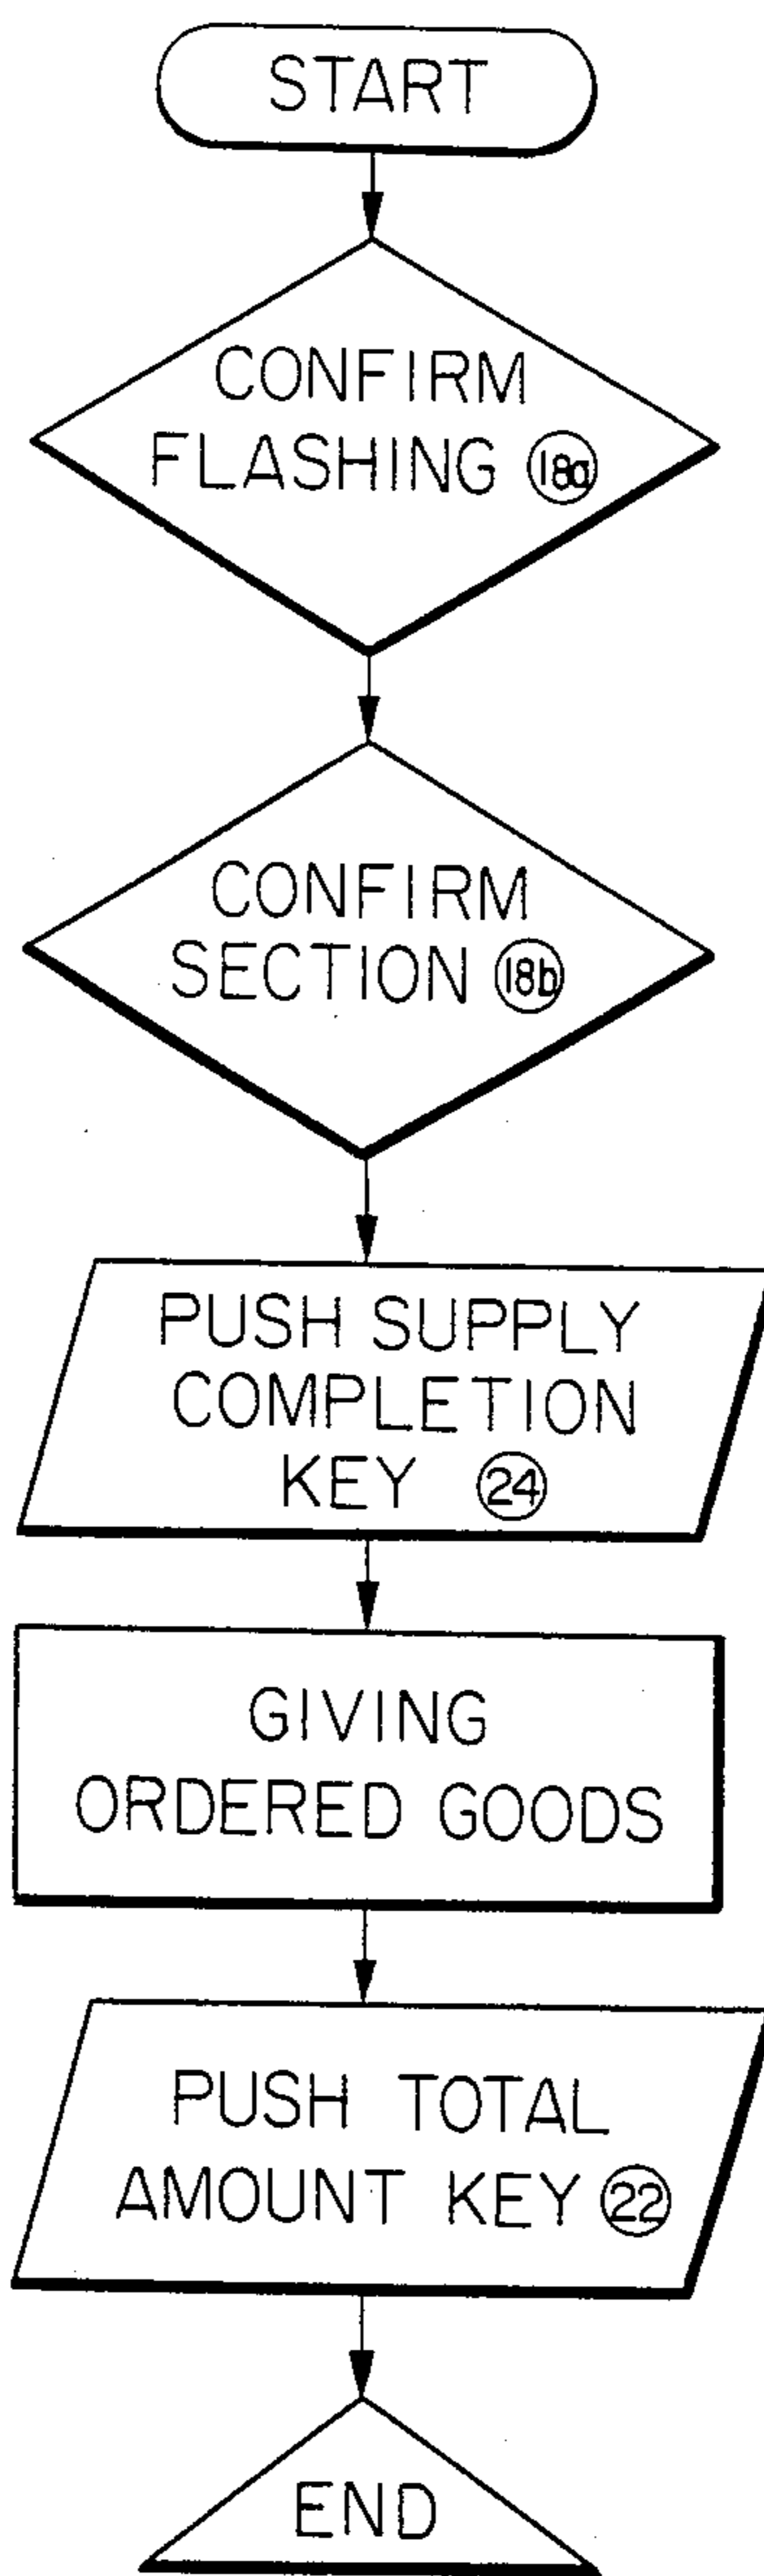 START
CONFIRM
FLASHING 18a
CONFIRM
SECTION 18b
PUSH SUPPLY
COMPLETION
KEY 24
GIVING
ORDERED GOODS
PUSH TOTAL
AMOUNT KEY 22
END